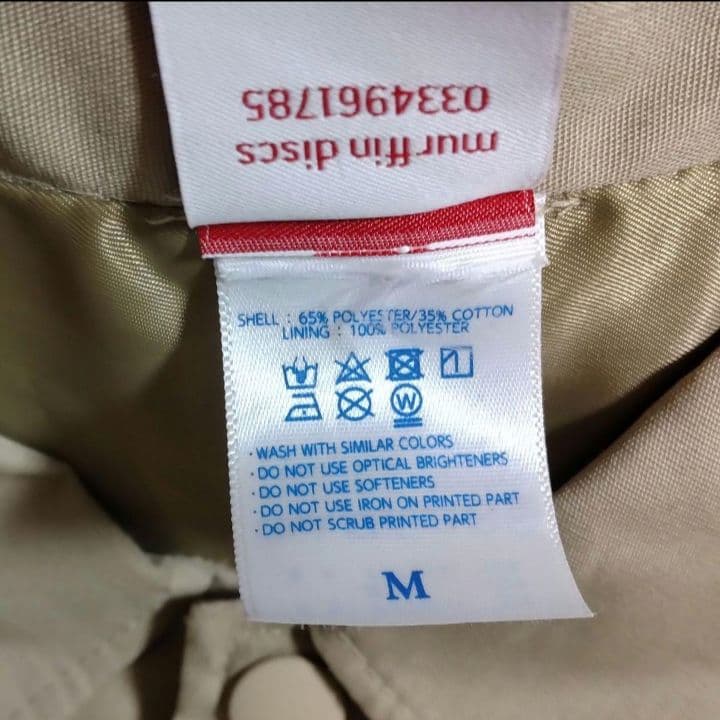 murffin discs
0334961785
SHELL : 65% POLYESTER/35% COTTON
LINING : 100% POLYESTER
W
· WASH WITH SIMILAR COLORS
· DO NOT USE OPTICAL BRIGHTENERS
· DO NOT USE SOFTENERS
· DO NOT USE IRON ON PRINTED PART
· DO NOT SCRUB PRINTED PART
M